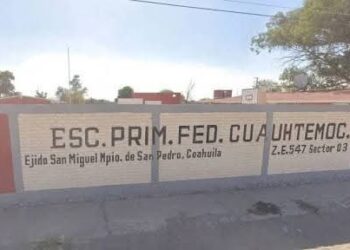 ESC. PRIM. FED. CUAUHTEMOC.
Ejido San Miguel Mpio. de San Pedro, Coahuila
Z.E.547 Sector 03